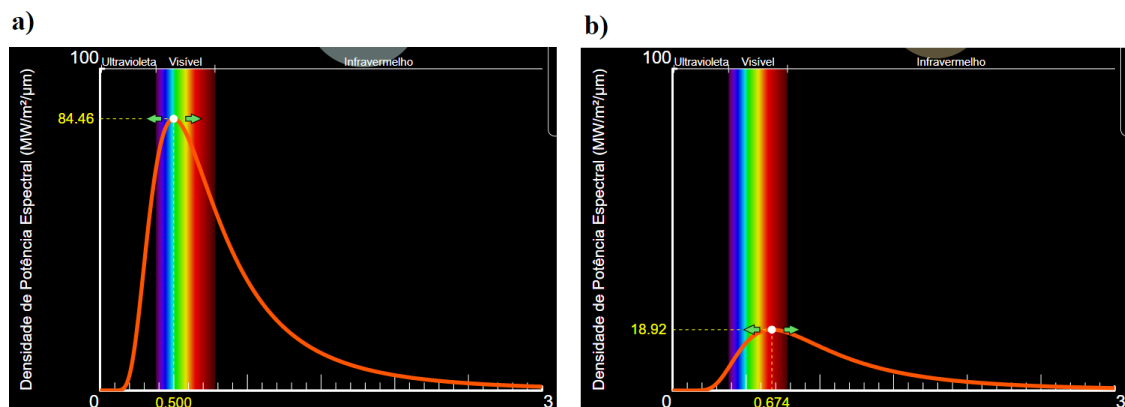 a)
100
Ultravioleta
Visível
Infravermelho
84.46
Densidade de Potência Espectral (MW/m²/μm)
0
0.500
3
b)
100
Ultravioleta
Visível
Infravermelho
18.92
Densidade de Potência Espectral (MW/m²/μm)
0
0.674
3